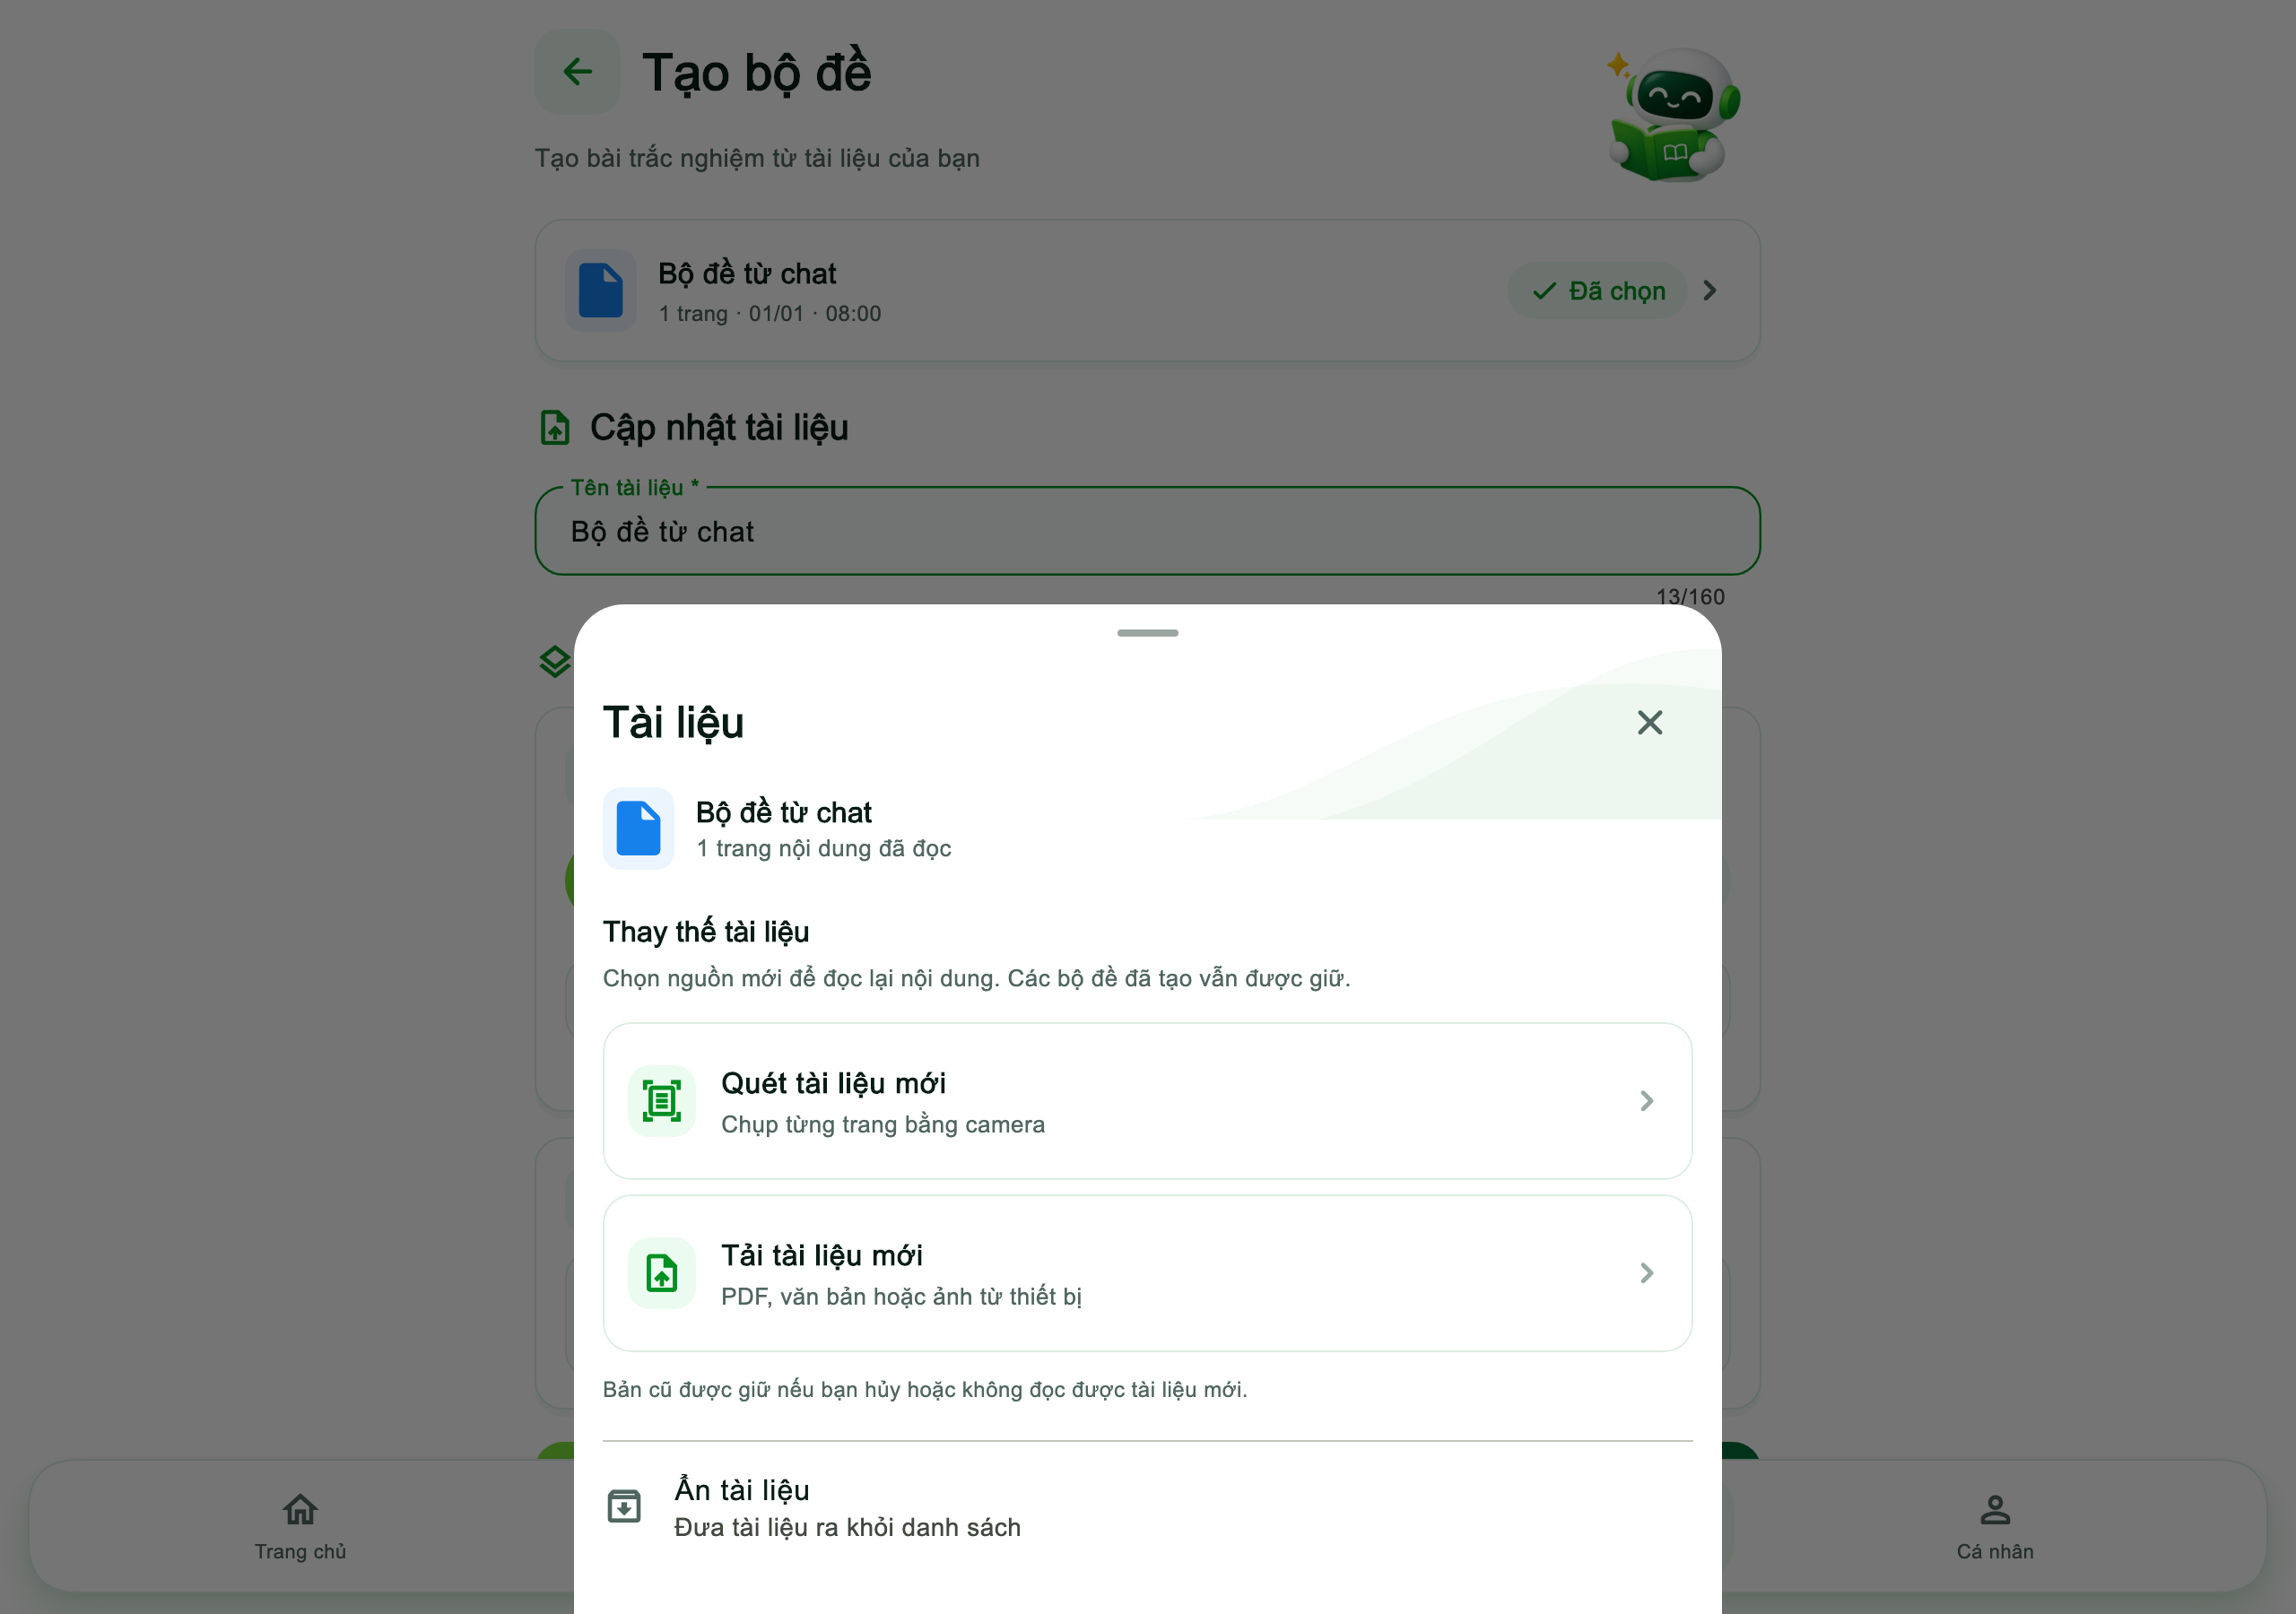 Tạo bộ đề
Tạo bài trắc nghiệm từ tài liệu của bạn
Bộ đề từ chat
1 trang · 01/01 · 08:00
Đã chọn
Cập nhật tài liệu
Tên tài liệu *
Bộ đề từ chat
13/160
Tài liệu
Bộ đề từ chat
1 trang nội dung đã đọc
Thay thế tài liệu
Chọn nguồn mới để đọc lại nội dung. Các bộ đề đã tạo vẫn được giữ.
Quét tài liệu mới
Chụp từng trang bằng camera
Tải tài liệu mới
PDF, văn bản hoặc ảnh từ thiết bị
Bản cũ được giữ nếu bạn hủy hoặc không đọc được tài liệu mới.
Ẩn tài liệu
Đưa tài liệu ra khỏi danh sách
Trang chủ
Cá nhân